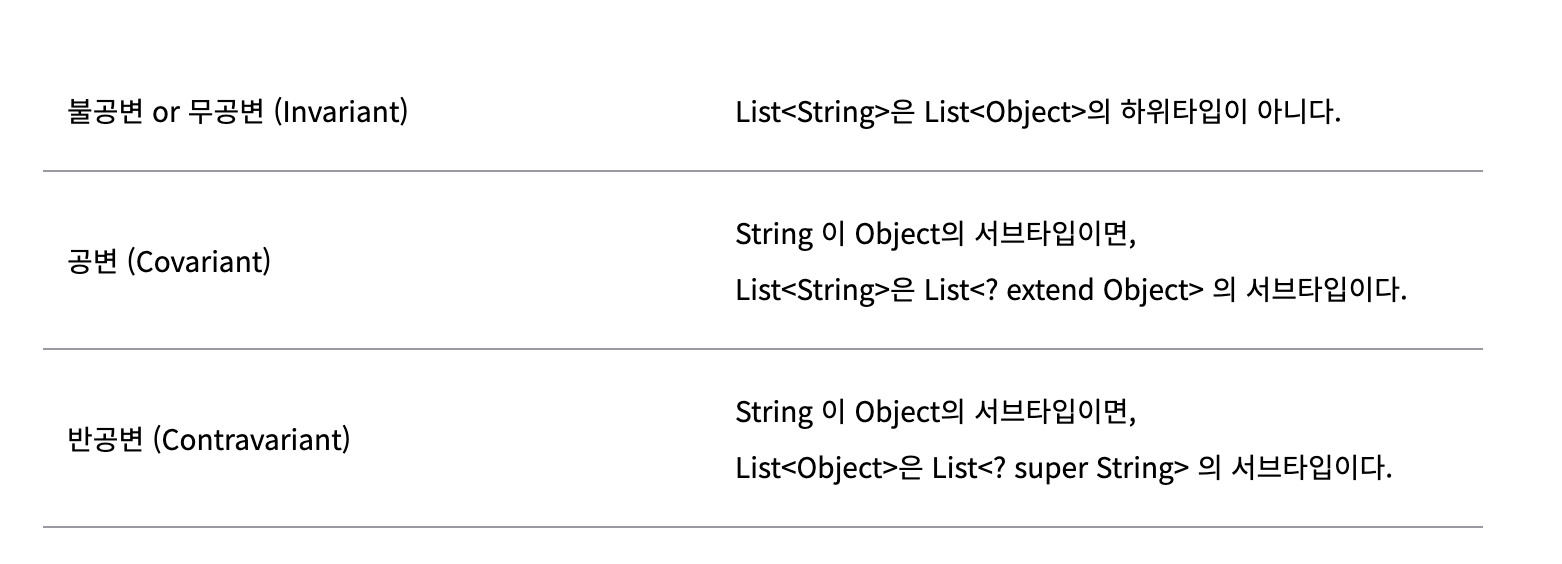 불공변 or 무공변 (Invariant)
List<String>은 List<Object>의 하위타입이 아니다.
공변 (Covariant)
String 이 Object의 서브타입이면,
List<String>은 List<? extend Object> 의 서브타입이다.
반공변 (Contravariant)
String 이 Object의 서브타입이면,
List<Object>은 List<? super String> 의 서브타입이다.